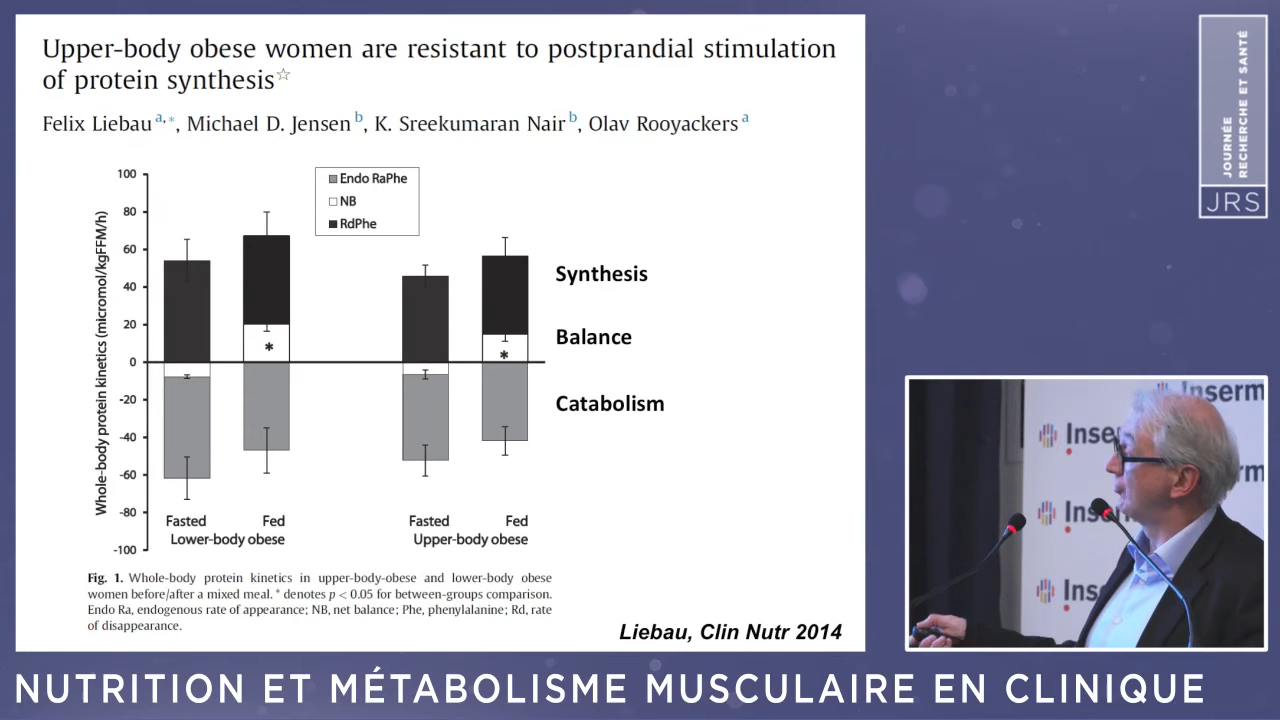 Upper-body obese women are resistant to postprandial stimulation
of protein synthesis☆
Felix Liebau a,*, Michael D. Jensen b, K. Sreekumaran Nair b, Olav Rooyackers a
Whole-body protein kinetics (micromol/kgFFM/h)
100
80
60
40
20
0
-20
-40
-60
-80
-100
Endo RaPhe
NB
RdPhe
*
*
Synthesis
Balance
Catabolism
Fasted Fed Fasted Fed
Lower-body obese Upper-body obese
Fig. 1. Whole-body protein kinetics in upper-body-obese and lower-body obese
women before/after a mixed meal. * denotes p < 0.05 for between-groups comparison.
Endo Ra, endogenous rate of appearance; NB, net balance; Phe, phenylalanine; Rd, rate
of disappearance.
Liebau, Clin Nutr 2014
JOURNÉE
RECHERCHE ET SANTÉ
JRS
Inserm
NUTRITION ET MÉTABOLISME MUSCULAIRE EN CLINIQUE